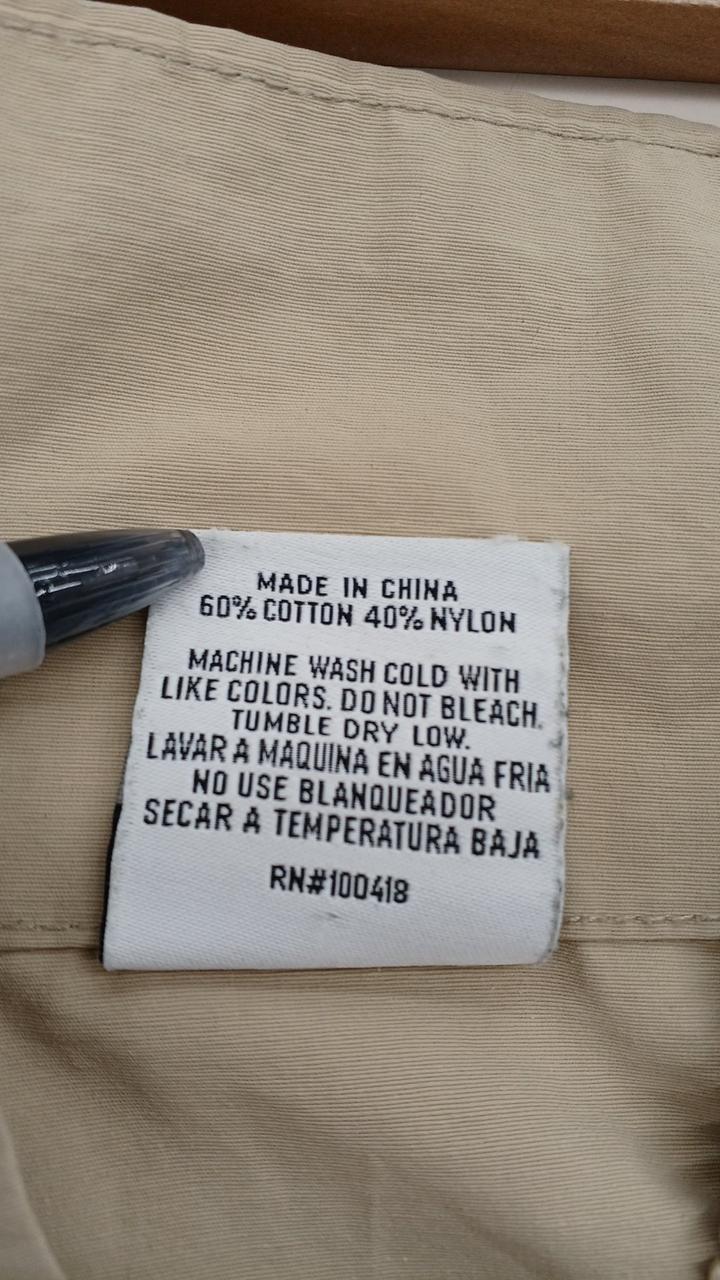 MADE IN CHINA
60% COTTON 40% NYLON
MACHINE WASH COLD WITH
LIKE COLORS. DO NOT BLEACH.
TUMBLE DRY LOW.
LAVAR A MAQUINA EN AGUA FRIA
NO USE BLANQUEADOR
SECAR A TEMPERATURA BAJA
RN#100418